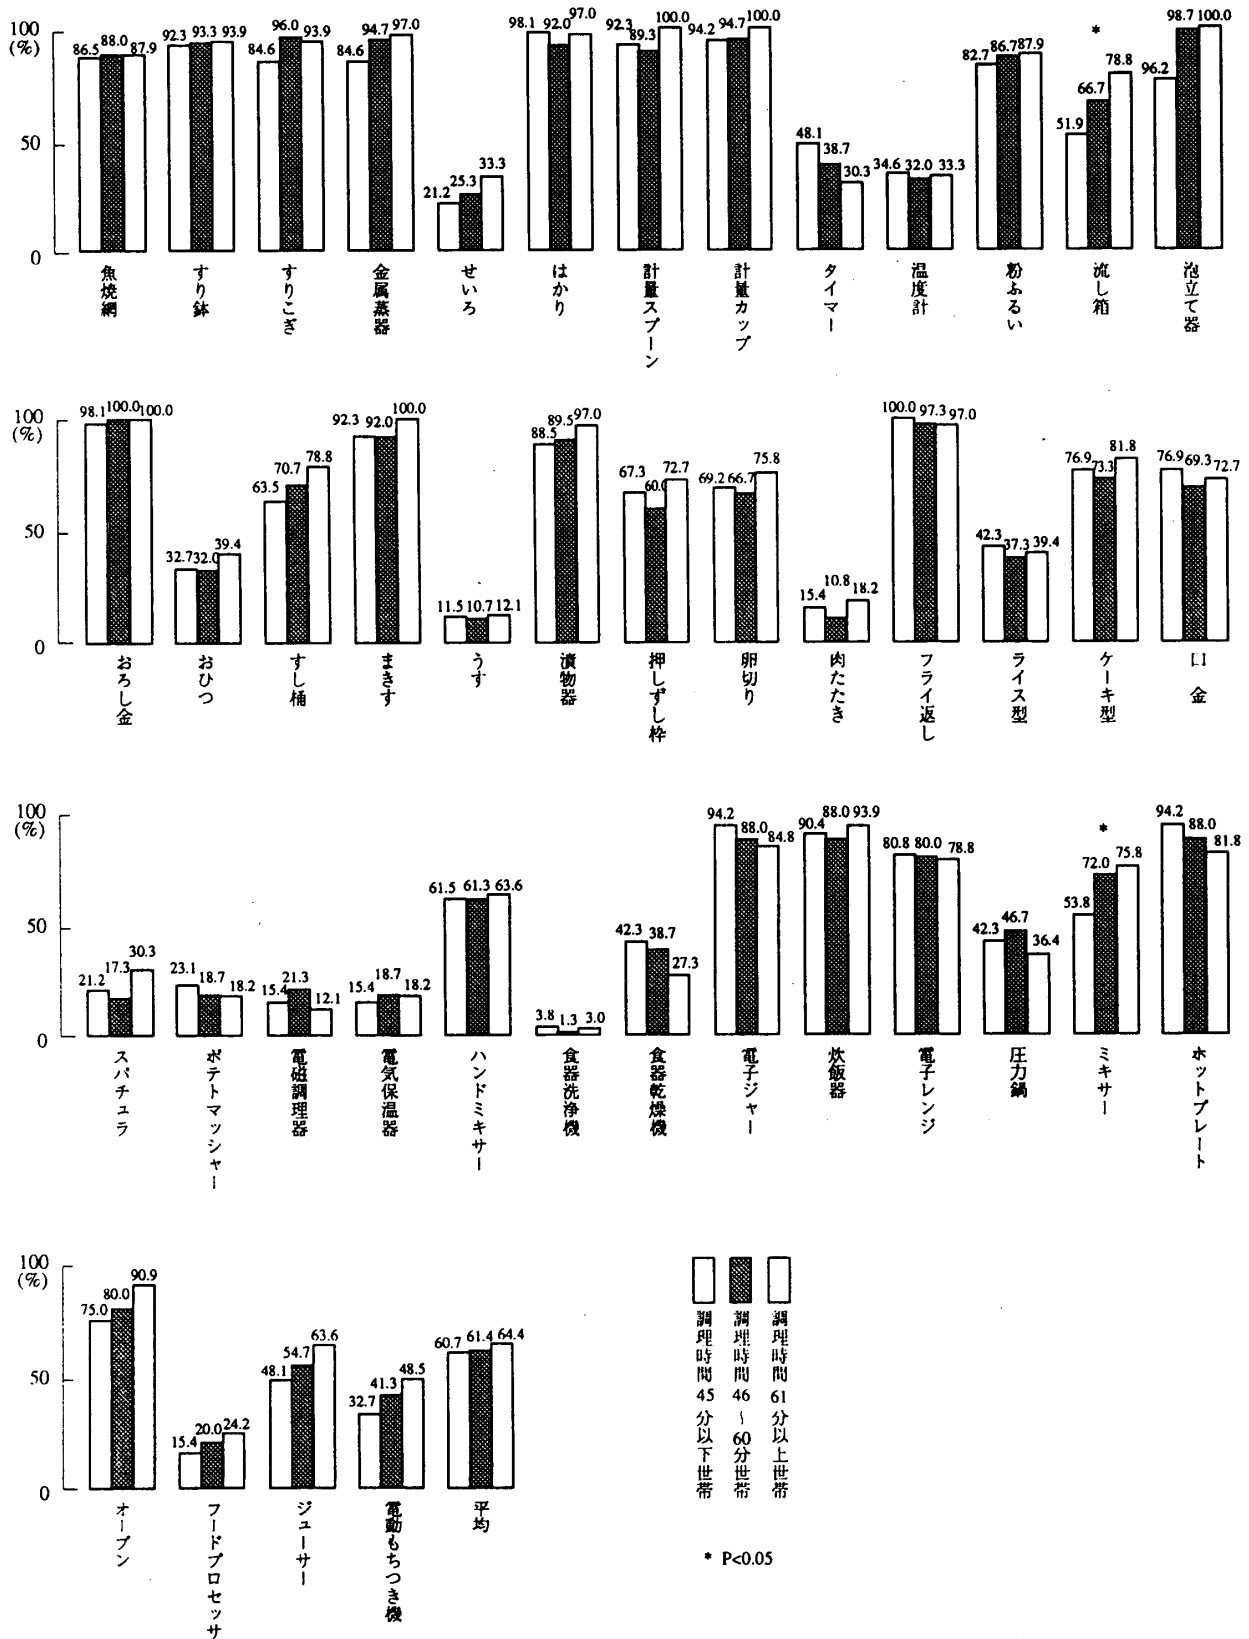 100
(%)
50
0
86.5 88.0 87.9
92.3 93.3 93.9
84.6 96.0 93.9
84.6 94.7 97.0
21.2 25.3 33.3
98.1 92.0 97.0
92.3 89.3 100.0
94.2 94.7 100.0
48.1 38.7 30.3
34.6 32.0 33.3
82.7 86.7 87.9
*
51.9 66.7 78.8
96.2 98.7 100.0
魚焼網
すり鉢
すりこぎ
金属蒸器
せいろ
はかり
計量スプーン
計量カップ
タイマー
温度計
粉ふるい
流し箱
泡立て器
100
(%)
50
0
98.1 100.0 100.0
32.7 32.0 39.4
63.5 70.7 78.8
92.3 92.0 100.0
11.5 10.7 12.1
88.5 89.5 97.0
67.3 60.0 72.7
69.2 66.7 75.8
15.4 10.8 18.2
100.0 97.3 97.0
42.3 37.3 39.4
76.9 73.3 81.8
76.9 69.3 72.7
おろし金
おひつ
すし桶
まきす
うす
漬物器
押しずし枠
卵切り
肉たたき
フライ返し
ライス型
ケーキ型
口金
100
(%)
50
0
21.2 17.3 30.3
23.1 18.7 18.2
15.4 21.3 12.1
15.4 18.7 18.2
61.5 61.3 63.6
3.8 1.3 3.0
42.3 38.7 27.3
94.2 88.0 84.8
90.4 88.0 93.9
80.8 80.0 78.8
42.3 46.7 36.4
*
53.8 72.0 75.8
94.2 88.0 81.8
スパチュラ
ポテトマッシャー
電磁調理器
電気保温器
ハンドミキサー
食器洗浄機
食器乾燥機
電子ジャー
炊飯器
電子レンジ
圧力鍋
ミキサー
ホットプレート
100
(%)
50
0
75.0 80.0 90.9
15.4 20.0 24.2
48.1 54.7 63.6
32.7 41.3 48.5
60.7 61.4 64.4
オーブン
フードプロセッサ
ジューサー
電動もちつき機
平均
調理時間45分以下世帯
調理時間46~60分世帯
調理時間61分以上世帯
* P<0.05